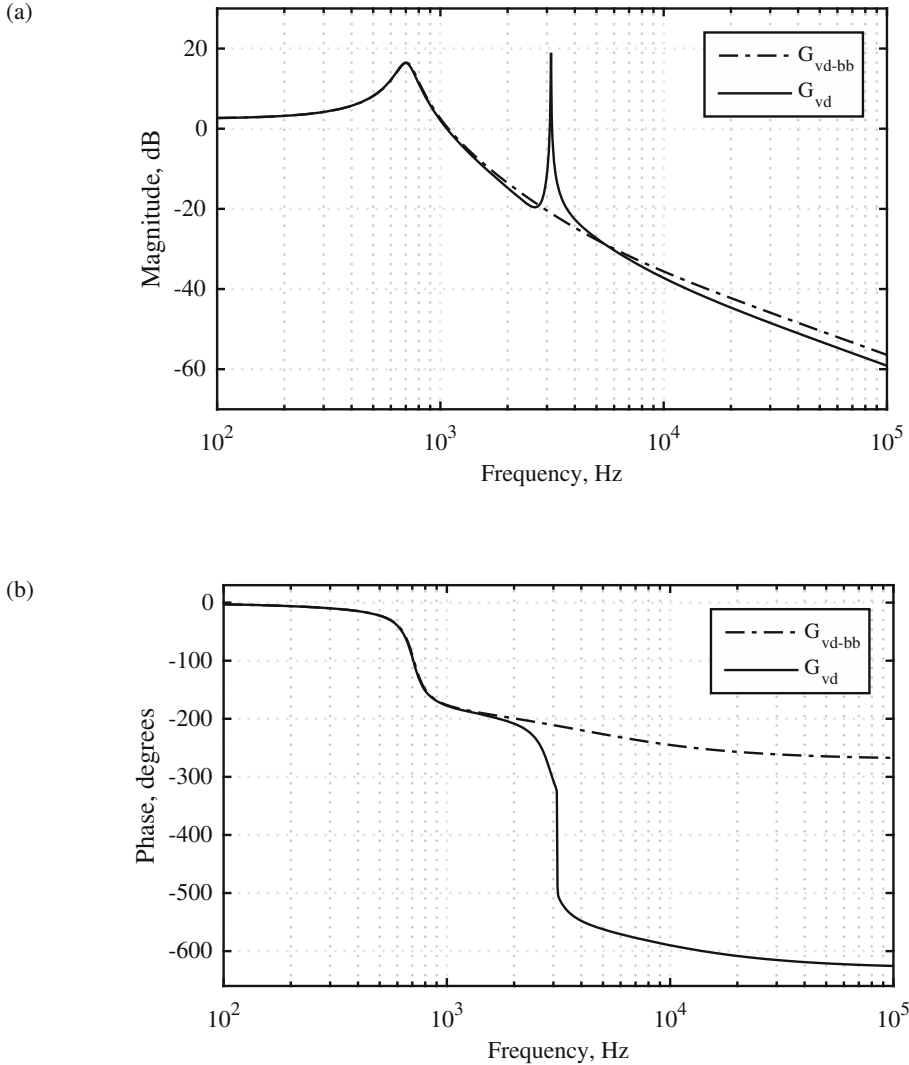 (a)
20
0
-20
-40
-60
Magnitude, dB
G_vd-bb
G_vd
10^2
10^3
10^4
10^5
Frequency, Hz
(b)
0
-100
-200
-300
-400
-500
-600
Phase, degrees
G_vd-bb
G_vd
10^2
10^3
10^4
10^5
Frequency, Hz